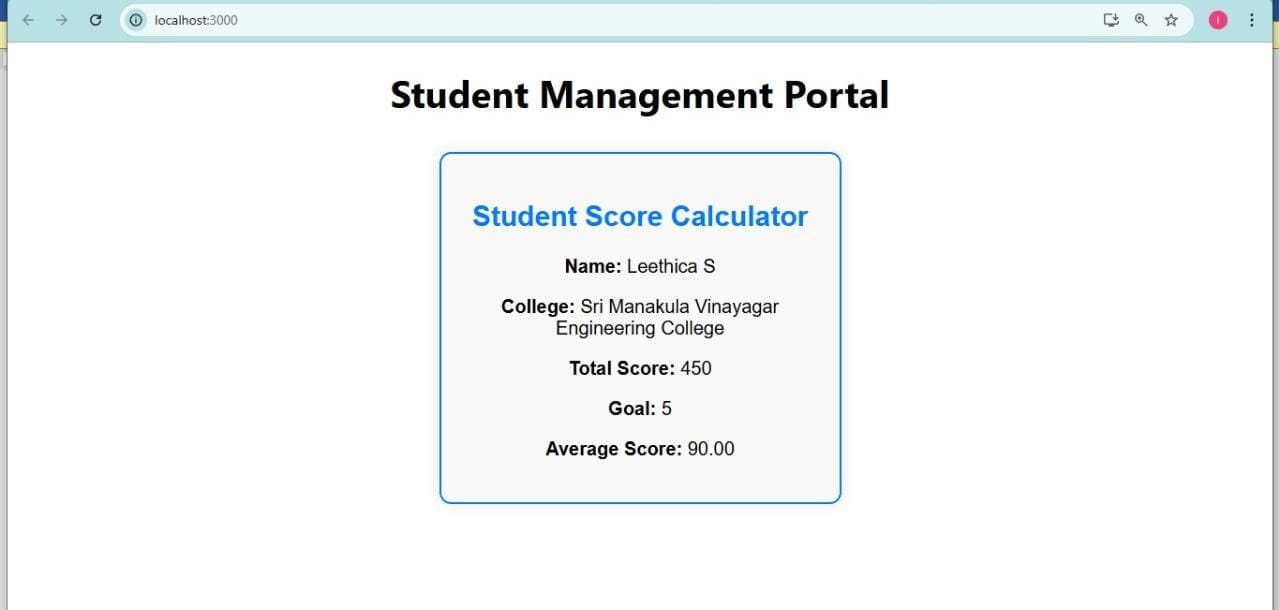 localhost:3000
Student Management Portal
Student Score Calculator
Name: Leethica S
College: Sri Manakula Vinayagar
Engineering College
Total Score: 450
Goal: 5
Average Score: 90.00